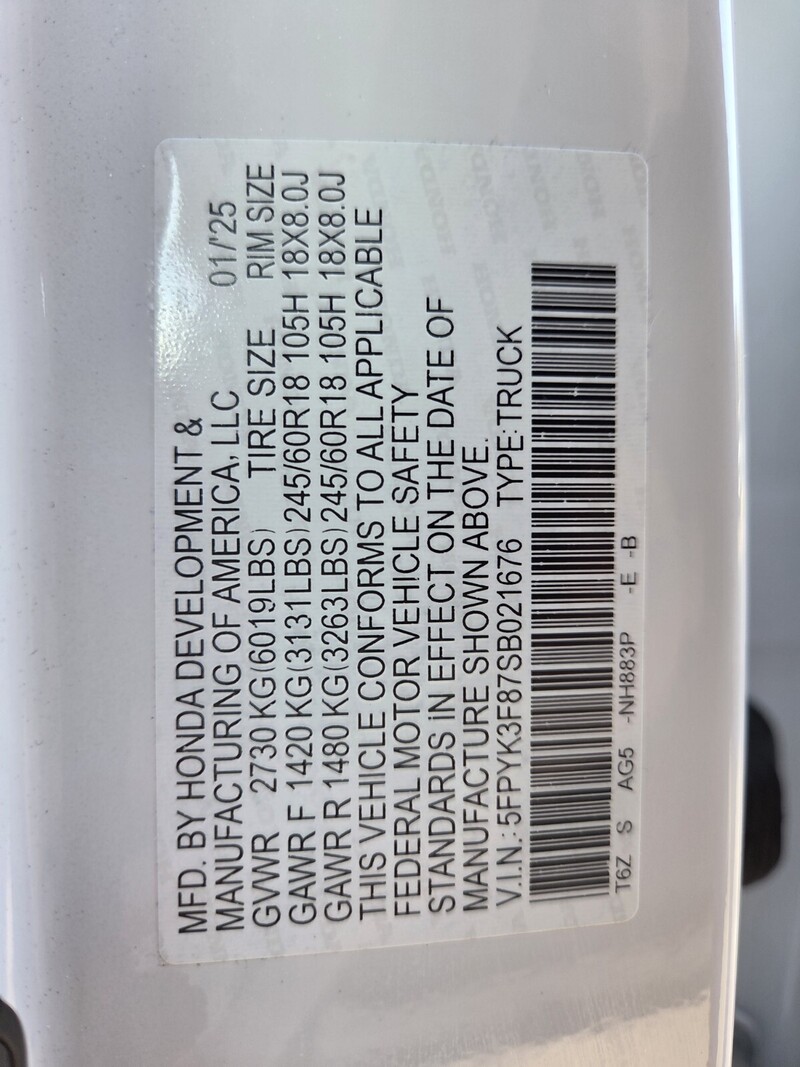 MFD. BY HONDA DEVELOPMENT &
MANUFACTURING OF AMERICA, LLC 01/'25
GVWR 2730 KG(6019LBS) TIRE SIZE RIM SIZE
GAWR F 1420 KG(3131LBS) 245/60R18 105H 18X8.0J
GAWR R 1480 KG(3263LBS) 245/60R18 105H 18X8.0J
THIS VEHICLE CONFORMS TO ALL APPLICABLE
FEDERAL MOTOR VEHICLE SAFETY
STANDARDS IN EFFECT ON THE DATE OF
MANUFACTURE SHOWN ABOVE.
V.I.N.: 5FPYK3F87SB021676 TYPE: TRUCK
T6Z S AG5 -NH883P -E -B